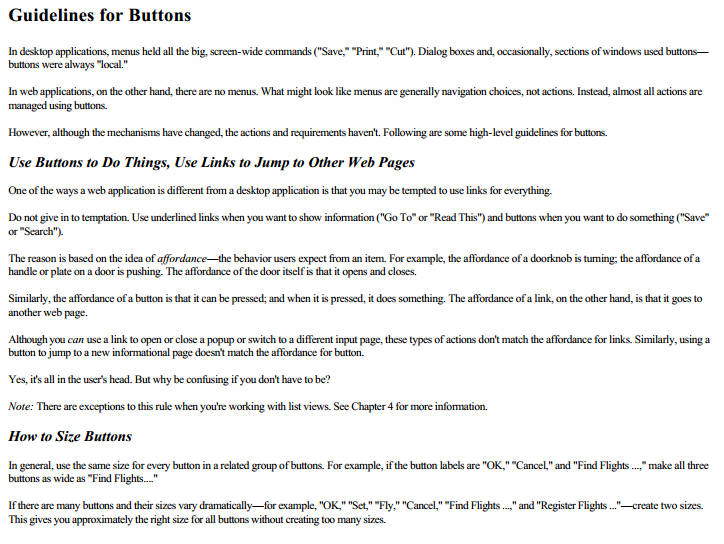 Guidelines for Buttons
In desktop applications, menus held all the big, screen-wide commands ("Save," "Print," "Cut"). Dialog boxes and, occasionally, sections of windows used buttons—
buttons were always "local."
In web applications, on the other hand, there are no menus. What might look like menus are generally navigation choices, not actions. Instead, almost all actions are
managed using buttons.
However, although the mechanisms have changed, the actions and requirements haven't. Following are some high-level guidelines for buttons.
Use Buttons to Do Things, Use Links to Jump to Other Web Pages
One of the ways a web application is different from a desktop application is that you may be tempted to use links for everything.
Do not give in to temptation. Use underlined links when you want to show information ("Go To" or "Read This") and buttons when you want to do something ("Save"
or "Search").
The reason is based on the idea of affordance—the behavior users expect from an item. For example, the affordance of a doorknob is turning; the affordance of a
handle or plate on a door is pushing. The affordance of the door itself is that it opens and closes.
Similarly, the affordance of a button is that it can be pressed; and when it is pressed, it does something. The affordance of a link, on the other hand, is that it goes to
another web page.
Although you can use a link to open or close a popup or switch to a different input page, these types of actions don't match the affordance for links. Similarly, using a
button to jump to a new informational page doesn't match the affordance for button.
Yes, it's all in the user's head. But why be confusing if you don't have to be?
Note: There are exceptions to this rule when you're working with list views. See Chapter 4 for more information.
How to Size Buttons
In general, use the same size for every button in a related group of buttons. For example, if the button labels are "OK," "Cancel," and "Find Flights ...," make all three
buttons as wide as "Find Flights...."
If there are many buttons and their sizes vary dramatically—for example, "OK," "Set," "Fly," "Cancel," "Find Flights ...," and "Register Flights ..."—create two sizes.
This gives you approximately the right size for all buttons without creating too many sizes.